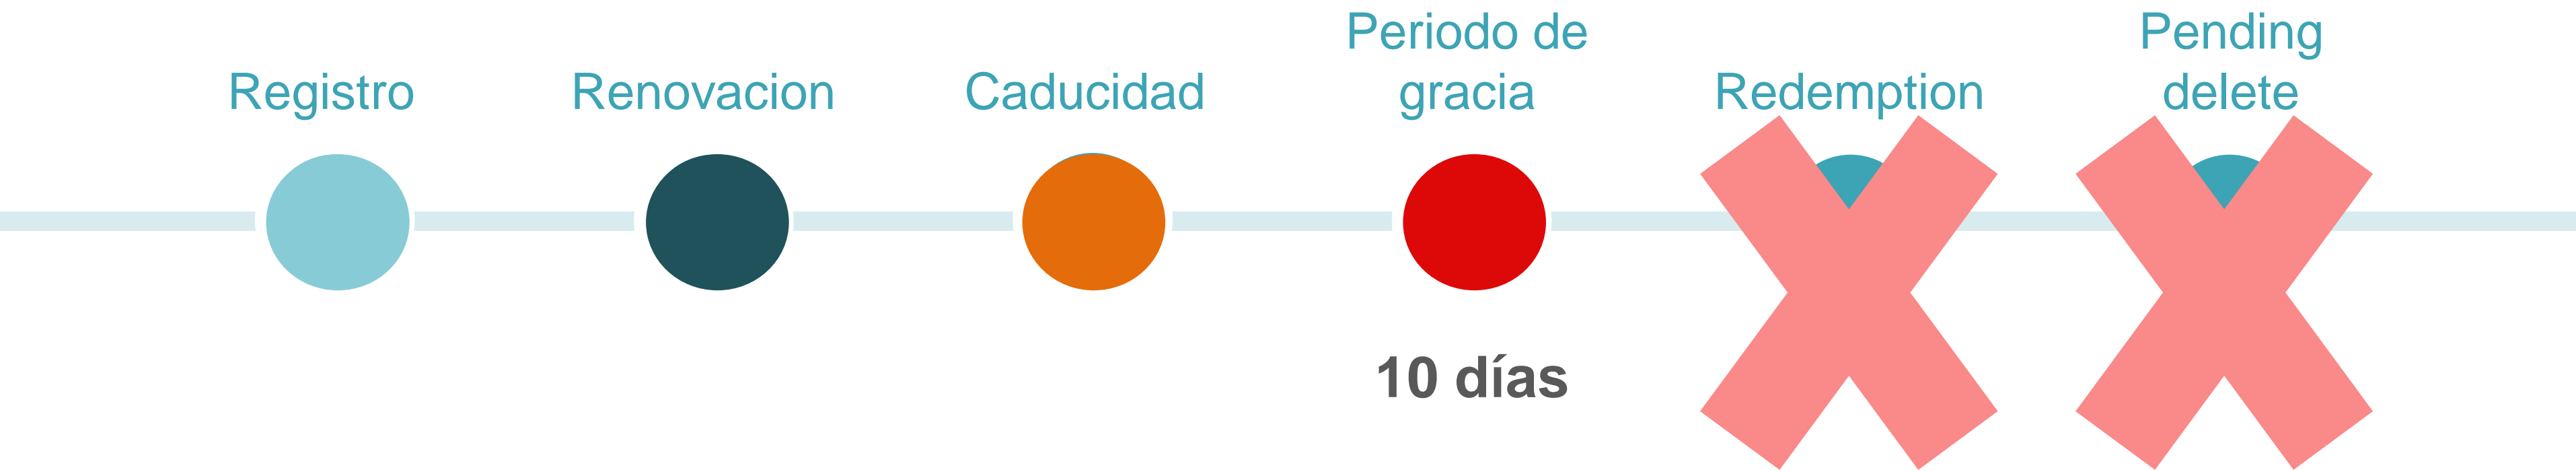 Registro
Renovacion
Caducidad
Periodo de
gracia
Redemption
Pending
delete
10 días